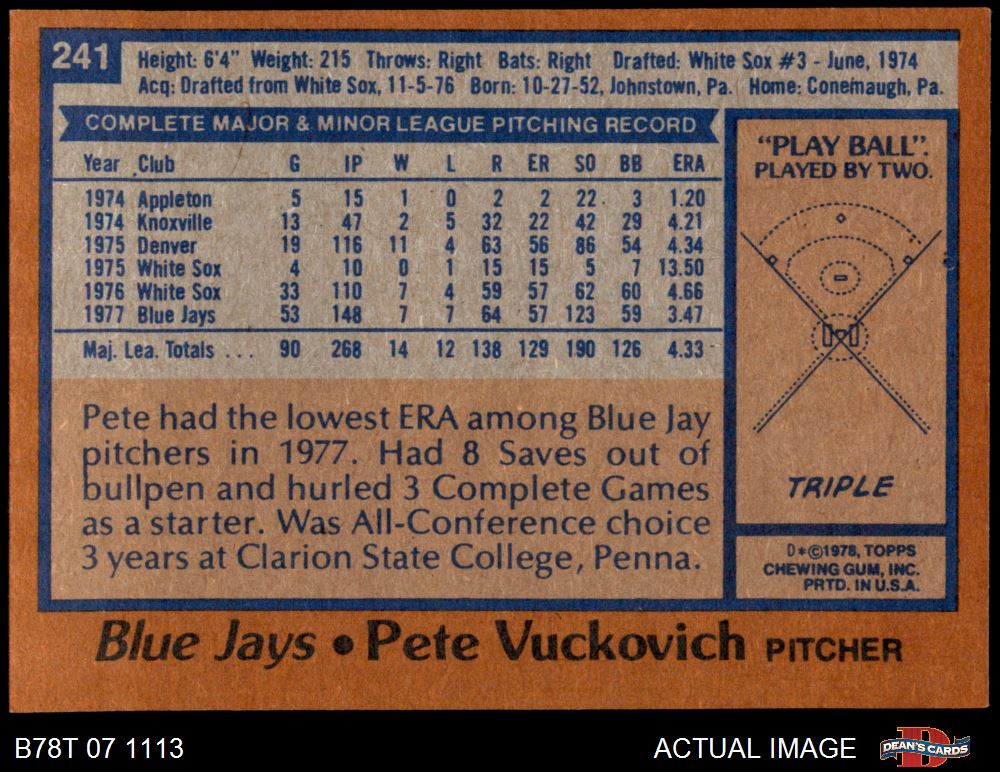 241
Height: 6'4" Weight: 215 Throws: Right Bats: Right Drafted: White Sox #3 - June, 1974
Acq: Drafted from White Sox, 11-5-76 Born: 10-27-52, Johnstown, Pa. Home: Conemaugh, Pa.
COMPLETE MAJOR & MINOR LEAGUE PITCHING RECORD
Year Club G IP W L R ER SO BB ERA
1974 Appleton 5 15 1 0 2 2 22 3 1.20
1974 Knoxville 13 47 2 5 32 22 42 29 4.21
1975 Denver 19 116 11 4 63 56 86 54 4.34
1975 White Sox 4 10 0 1 15 15 5 7 13.50
1976 White Sox 33 110 7 4 59 57 62 60 4.66
1977 Blue Jays 53 148 7 7 64 57 123 59 3.47
Maj. Lea. Totals . . . 90 268 14 12 138 129 190 126 4.33
Pete had the lowest ERA among Blue Jay
pitchers in 1977. Had 8 Saves out of
bullpen and hurled 3 Complete Games
as a starter. Was All-Conference choice
3 years at Clarion State College, Penna.
"PLAY BALL".
PLAYED BY TWO.
TRIPLE
D*©1978, TOPPS
CHEWING GUM, INC.
PRTD. IN U.S.A.
Blue Jays • Pete Vuckovich PITCHER
B78T 07 1113
ACTUAL IMAGE
D
DEAN'S CARDS